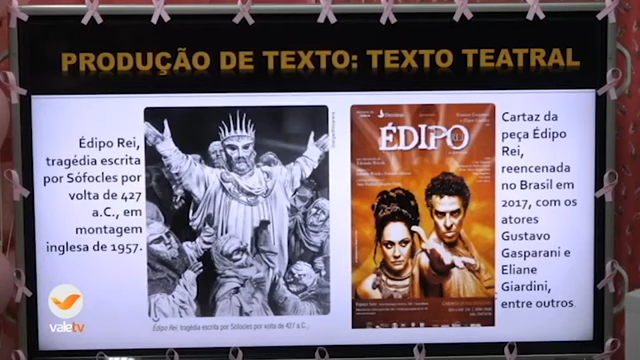 PRODUÇÃO DE TEXTO: TEXTO TEATRAL
Édipo Rei,
tragédia escrita
por Sófocles por
volta de 427
a.C., em
montagem
inglesa de 1957.
Édipo Rei, tragédia escrita por Sófocles por volta de 427 a.C.,
ÉDIPO
Cartaz da
peça Édipo
Rei,
reencenada
no Brasil em
2017, com os
atores
Gustavo
Gasparani e
Eliane
Giardini,
entre outros.
valetv